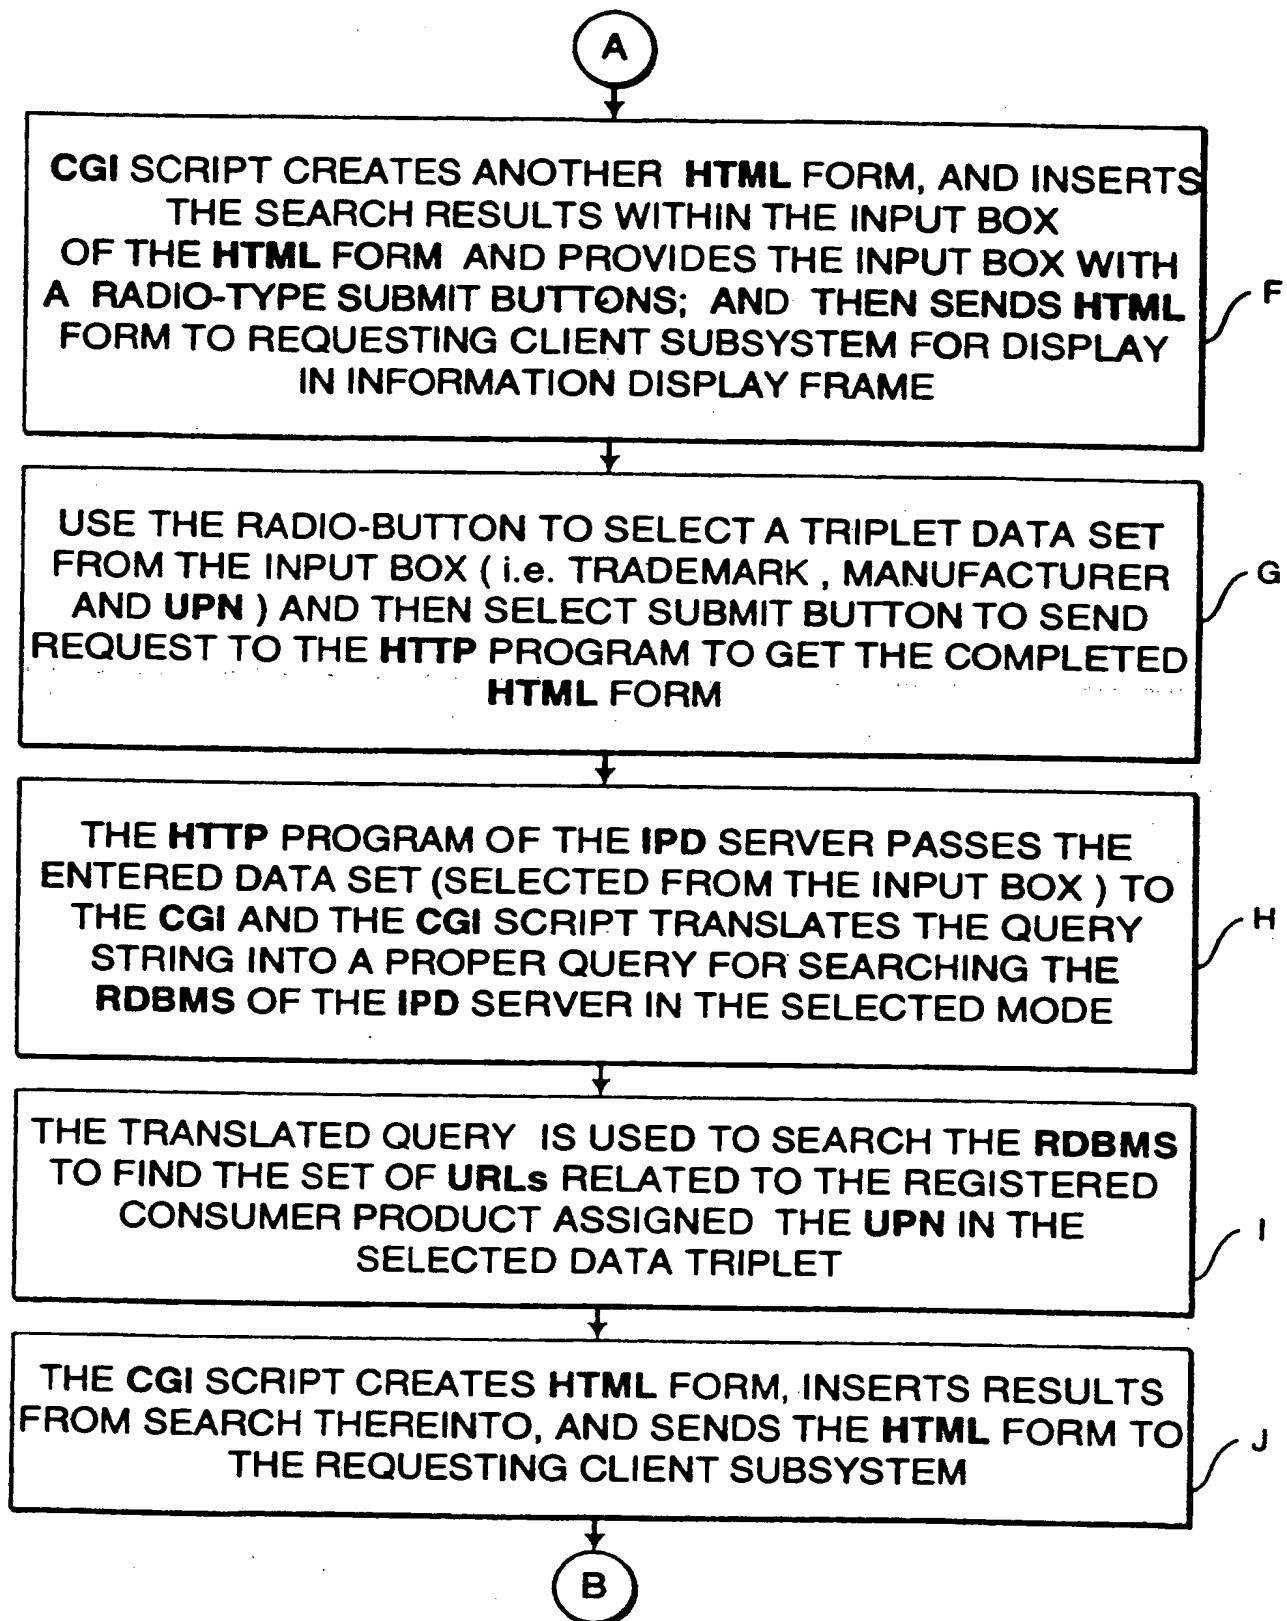 A
CGI SCRIPT CREATES ANOTHER HTML FORM, AND INSERTS
THE SEARCH RESULTS WITHIN THE INPUT BOX
OF THE HTML FORM AND PROVIDES THE INPUT BOX WITH
A RADIO-TYPE SUBMIT BUTTONS; AND THEN SENDS HTML
FORM TO REQUESTING CLIENT SUBSYSTEM FOR DISPLAY
IN INFORMATION DISPLAY FRAME
F
USE THE RADIO-BUTTON TO SELECT A TRIPLET DATA SET
FROM THE INPUT BOX ( i.e. TRADEMARK , MANUFACTURER
AND UPN ) AND THEN SELECT SUBMIT BUTTON TO SEND
REQUEST TO THE HTTP PROGRAM TO GET THE COMPLETED
HTML FORM
G
THE HTTP PROGRAM OF THE IPD SERVER PASSES THE
ENTERED DATA SET (SELECTED FROM THE INPUT BOX ) TO
THE CGI AND THE CGI SCRIPT TRANSLATES THE QUERY
STRING INTO A PROPER QUERY FOR SEARCHING THE
RDBMS OF THE IPD SERVER IN THE SELECTED MODE
H
THE TRANSLATED QUERY IS USED TO SEARCH THE RDBMS
TO FIND THE SET OF URLs RELATED TO THE REGISTERED
CONSUMER PRODUCT ASSIGNED THE UPN IN THE
SELECTED DATA TRIPLET
I
THE CGI SCRIPT CREATES HTML FORM, INSERTS RESULTS
FROM SEARCH THEREINTO, AND SENDS THE HTML FORM TO
THE REQUESTING CLIENT SUBSYSTEM
J
B